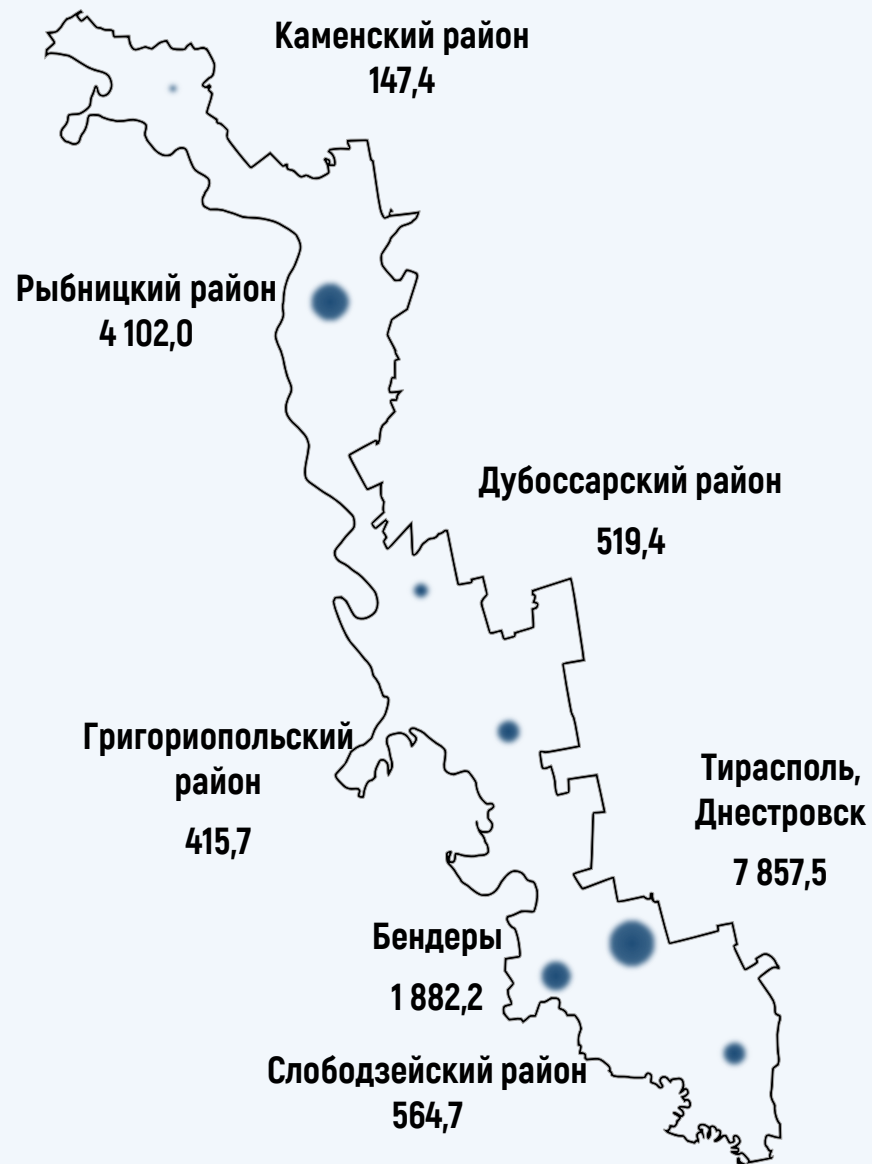 Каменский район
147,4
Рыбницкий район
4 102,0
Дубоссарский район
519,4
Григориопольский
район
415,7
Тирасполь,
Днестровск
7 857,5
Бендеры
1 882,2
Слободзейский район
564,7